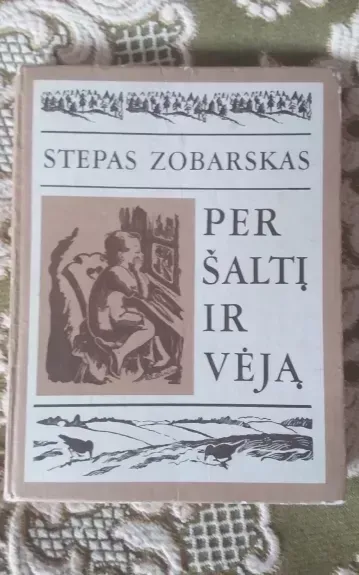 STEPAS ZOBARSKAS
PER
ŠALTĮ
IR
VĖJĄ